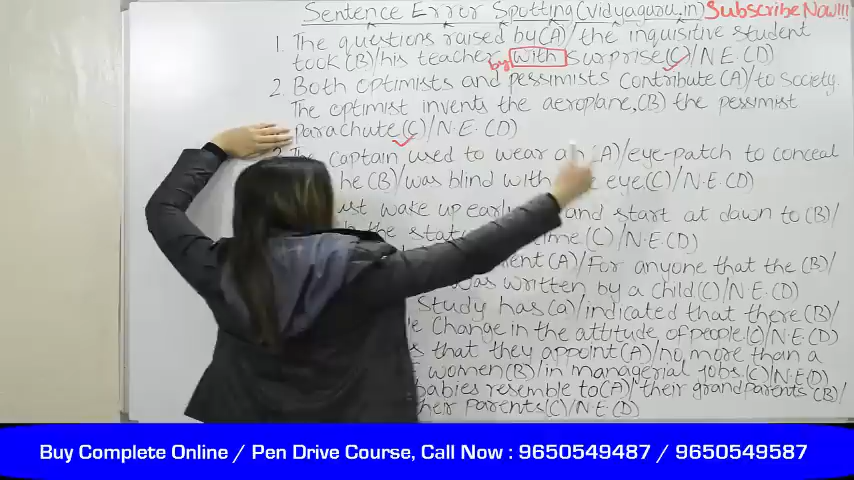 Sentence Error Spotting(vidyaguru.in) Subscribe Now!!!
1. The questions raised by(A)/the inquisitive student
took (B)/his teacher with surprise(C)/N.E.(D)
by
2. Both optimists and pessimists contribute (A)/to society.
The optimist invents the aeroplane,(B) the pessimist
parachute(C)/N.E.(D)
captain used to wear an (A)/eye-patch to conceal
he (B)/was blind with eye(C)/N.E.(D)
wake up early and start at dawn to (B)/
the (C)/N.E.(D)
(A)/For anyone that the (B)/
was written by a child(C)/N.E.(D)
Study has(a)/indicated that there (B)/
Change in the attitude of people(C)/N.E.(D)
that they appoint(A)/no more than a
women(B)/in managerial jobs.(C)/N.E.(D)
babies resemble to(A)/their grandparents(B)/
parents(C)/N.E(D)
Buy Complete Online / Pen Drive Course, Call Now : 9650549487 / 9650549587